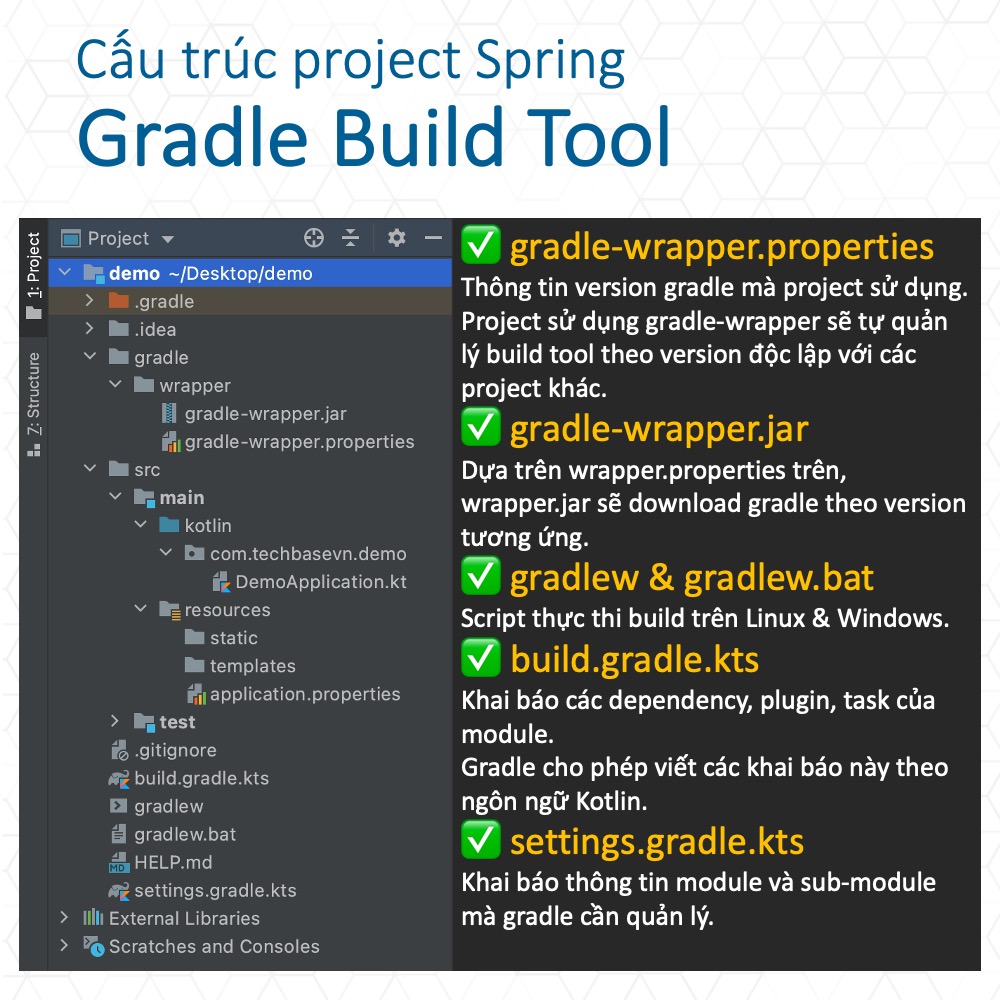 Cấu trúc project Spring
Gradle Build Tool
1: Project
Z: Structure
Project
demo ~/Desktop/demo
.gradle
.idea
gradle
wrapper
gradle-wrapper.jar
gradle-wrapper.properties
src
main
kotlin
com.techbasevn.demo
DemoApplication.kt
resources
static
templates
application.properties
test
.gitignore
build.gradle.kts
gradlew
gradlew.bat
MD HELP.md
settings.gradle.kts
External Libraries
Scratches and Consoles
✅ gradle-wrapper.properties
Thông tin version gradle mà project sử dụng.
Project sử dụng gradle-wrapper sẽ tự quản
lý build tool theo version độc lập với các
project khác.
✅ gradle-wrapper.jar
Dựa trên wrapper.properties trên,
wrapper.jar sẽ download gradle theo version
tương ứng.
✅ gradlew & gradlew.bat
Script thực thi build trên Linux & Windows.
✅ build.gradle.kts
Khai báo các dependency, plugin, task của
module.
Gradle cho phép viết các khai báo này theo
ngôn ngữ Kotlin.
✅ settings.gradle.kts
Khai báo thông tin module và sub-module
mà gradle cần quản lý.